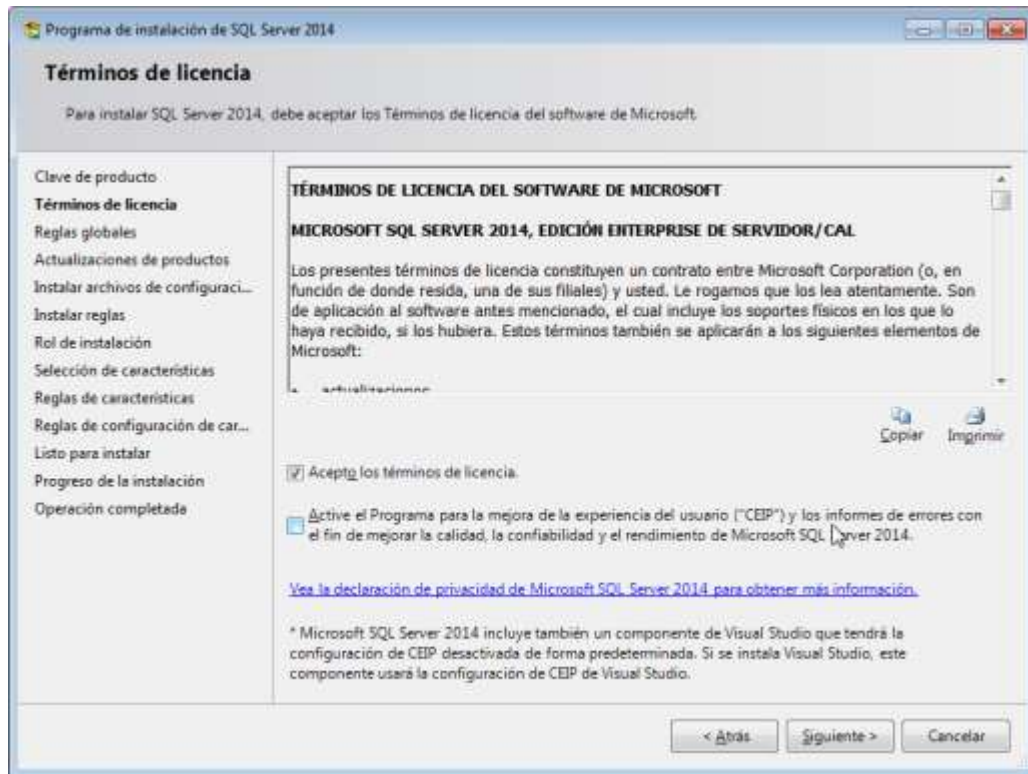 Programa de instalación de SQL Server 2014
Términos de licencia
Para instalar SQL Server 2014, debe aceptar los Términos de licencia del software de Microsoft.
Clave de producto
Términos de licencia
Reglas globales
Actualizaciones de productos
Instalar archivos de configuraci...
Instalar reglas
Rol de instalación
Selección de características
Reglas de características
Reglas de configuración de car...
Listo para instalar
Progreso de la instalación
Operación completada
TÉRMINOS DE LICENCIA DEL SOFTWARE DE MICROSOFT
MICROSOFT SQL SERVER 2014, EDICIÓN ENTERPRISE DE SERVIDOR/CAL
Los presentes términos de licencia constituyen un contrato entre Microsoft Corporation (o, en
función de donde resida, una de sus filiales) y usted. Le rogamos que los lea atentamente. Son
de aplicación al software antes mencionado, el cual incluye los soportes físicos en los que lo
haya recibido, si los hubiera. Estos términos también se aplicarán a los siguientes elementos de
Microsoft:
• actualizaciones
Copiar Imprimir
Acepto los términos de licencia.
Active el Programa para la mejora de la experiencia del usuario ("CEIP") y los informes de errores con
el fin de mejorar la calidad, la confiabilidad y el rendimiento de Microsoft SQL Server 2014.
Vea la declaración de privacidad de Microsoft SQL Server 2014 para obtener más información.
* Microsoft SQL Server 2014 incluye también un componente de Visual Studio que tendrá la
configuración de CEIP desactivada de forma predeterminada. Si se instala Visual Studio, este
componente usará la configuración de CEIP de Visual Studio.
< Atrás Siguiente > Cancelar